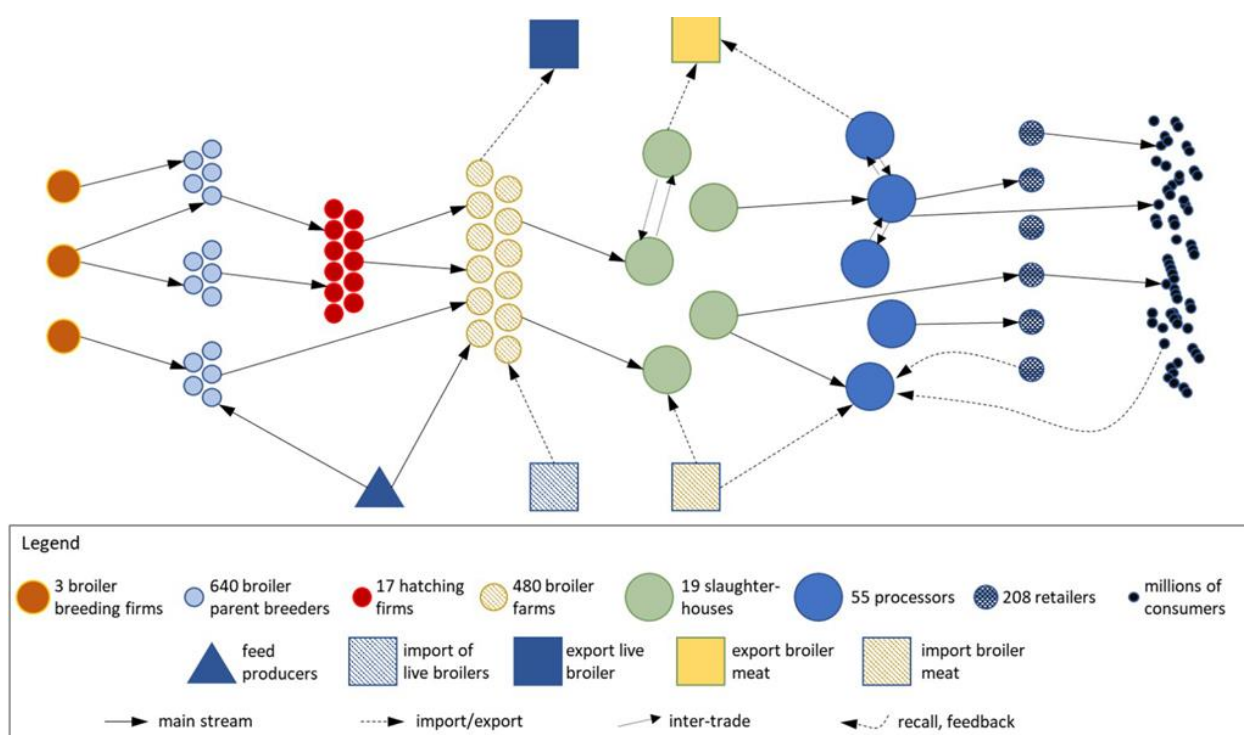 Legend
3 broiler
breeding firms
640 broiler
parent breeders
17 hatching
firms
480 broiler
farms
19 slaughter-
houses
55 processors
208 retailers
millions of
consumers
feed
producers
import of
live broilers
export live
broiler
export broiler
meat
import broiler
meat
main stream
import/export
inter-trade
recall, feedback